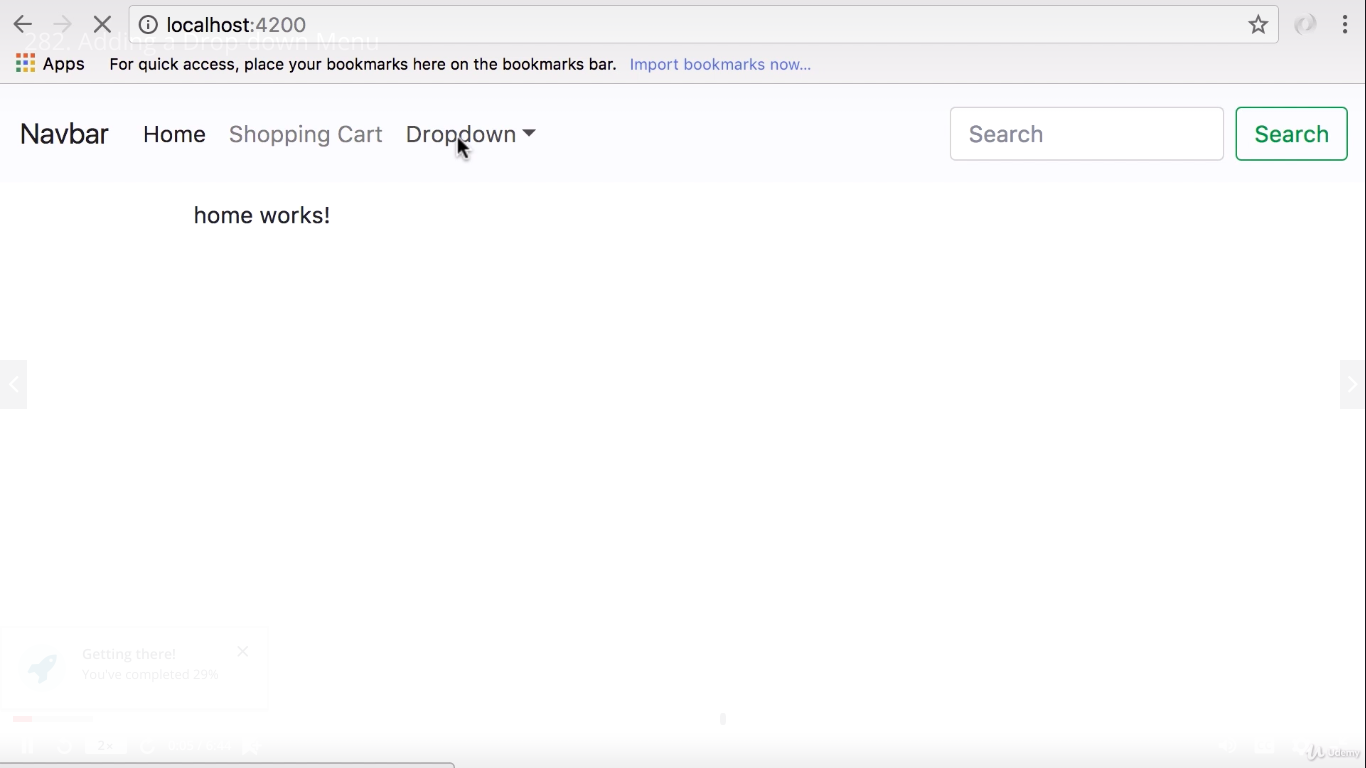 localhost:4200
282. Adding a Drop-down Menu
Apps For quick access, place your bookmarks here on the bookmarks bar. Import bookmarks now...
Navbar Home Shopping Cart Dropdown Search Search
home works!
Getting there!
You've completed 29%
2x
Udemy